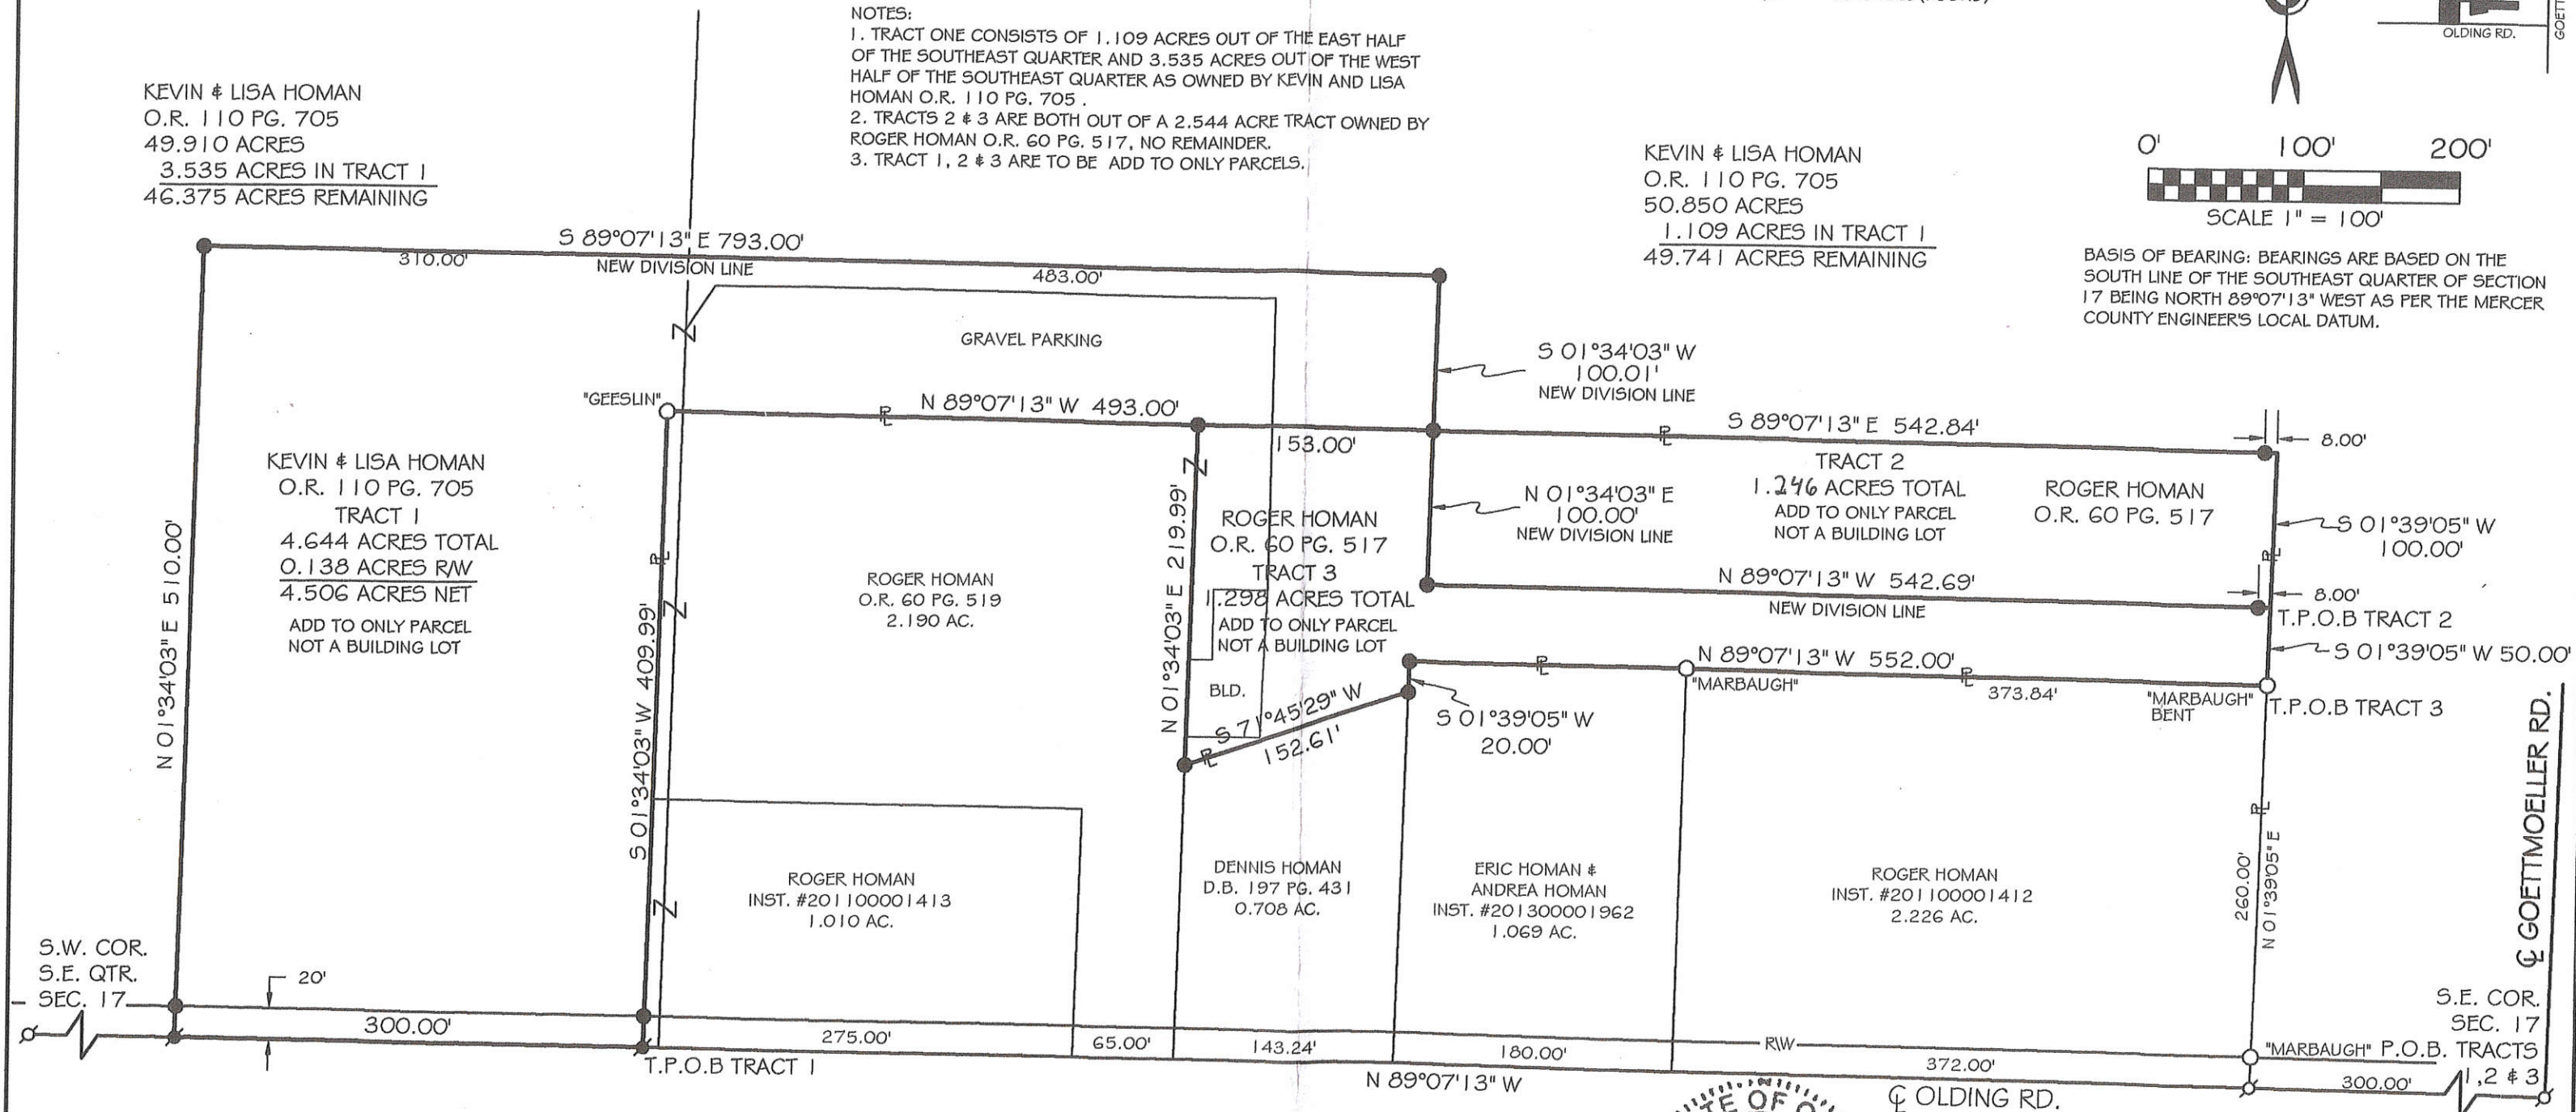 NOTES:
1. TRACT ONE CONSISTS OF 1.109 ACRES OUT OF THE EAST HALF
OF THE SOUTHEAST QUARTER AND 3.535 ACRES OUT OF THE WEST
HALF OF THE SOUTHEAST QUARTER AS OWNED BY KEVIN AND LISA
HOMAN O.R. 110 PG. 705 .
2. TRACTS 2 & 3 ARE BOTH OUT OF A 2.544 ACRE TRACT OWNED BY
ROGER HOMAN O.R. 60 PG. 517, NO REMAINDER.
3. TRACT 1, 2 & 3 ARE TO BE ADD TO ONLY PARCELS.
OLDING RD.
KEVIN & LISA HOMAN
O.R. 110 PG. 705
49.910 ACRES
3.535 ACRES IN TRACT 1
46.375 ACRES REMAINING
KEVIN & LISA HOMAN
O.R. 110 PG. 705
50.850 ACRES
1.109 ACRES IN TRACT 1
49.741 ACRES REMAINING
0' 100' 200'
SCALE 1" = 100'
BASIS OF BEARING: BEARINGS ARE BASED ON THE
SOUTH LINE OF THE SOUTHEAST QUARTER OF SECTION
17 BEING NORTH 89°07'13" WEST AS PER THE MERCER
COUNTY ENGINEER'S LOCAL DATUM.
S 89°07'13" E 793.00'
310.00'
NEW DIVISION LINE
483.00'
GRAVEL PARKING
S 01°34'03" W
100.01'
NEW DIVISION LINE
"GEESLIN"
N 89°07'13" W 493.00'
153.00'
S 89°07'13" E 542.84'
8.00'
KEVIN & LISA HOMAN
O.R. 110 PG. 705
TRACT 1
4.644 ACRES TOTAL
0.138 ACRES R/W
4.506 ACRES NET
ADD TO ONLY PARCEL
NOT A BUILDING LOT
N 01°34'03" E 510.00'
S 01°34'03" W 409.99'
ROGER HOMAN
O.R. 60 PG. 519
2.190 AC.
N 01°34'03" E 219.99'
ROGER HOMAN
O.R. 60 PG. 517
TRACT 3
1.298 ACRES TOTAL
ADD TO ONLY PARCEL
NOT A BUILDING LOT
BLD.
N 01°34'03" E
100.00'
NEW DIVISION LINE
TRACT 2
1.246 ACRES TOTAL
ADD TO ONLY PARCEL
NOT A BUILDING LOT
ROGER HOMAN
O.R. 60 PG. 517
S 01°39'05" W
100.00'
N 89°07'13" W 542.69'
NEW DIVISION LINE
8.00'
T.P.O.B TRACT 2
S 01°39'05" W 50.00'
N 89°07'13" W 552.00'
"MARBAUGH"
373.84'
"MARBAUGH"
BENT
T.P.O.B TRACT 3
S 71°45'29" W
152.61'
S 01°39'05" W
20.00'
℄ GOETTMOELLER RD.
260.00'
N 01°39'05" E
ROGER HOMAN
INST. #201100001413
1.010 AC.
DENNIS HOMAN
D.B. 197 PG. 431
0.708 AC.
ERIC HOMAN &
ANDREA HOMAN
INST. #201300001962
1.069 AC.
ROGER HOMAN
INST. #201100001412
2.226 AC.
S.W. COR.
S.E. QTR.
SEC. 17
20'
S.E. COR.
SEC. 17
"MARBAUGH" P.O.B. TRACTS
1,2 & 3
300.00'
275.00'
65.00'
143.24'
180.00'
R\W
372.00'
300.00'
T.P.O.B TRACT 1
N 89°07'13" W
℄ OLDING RD.